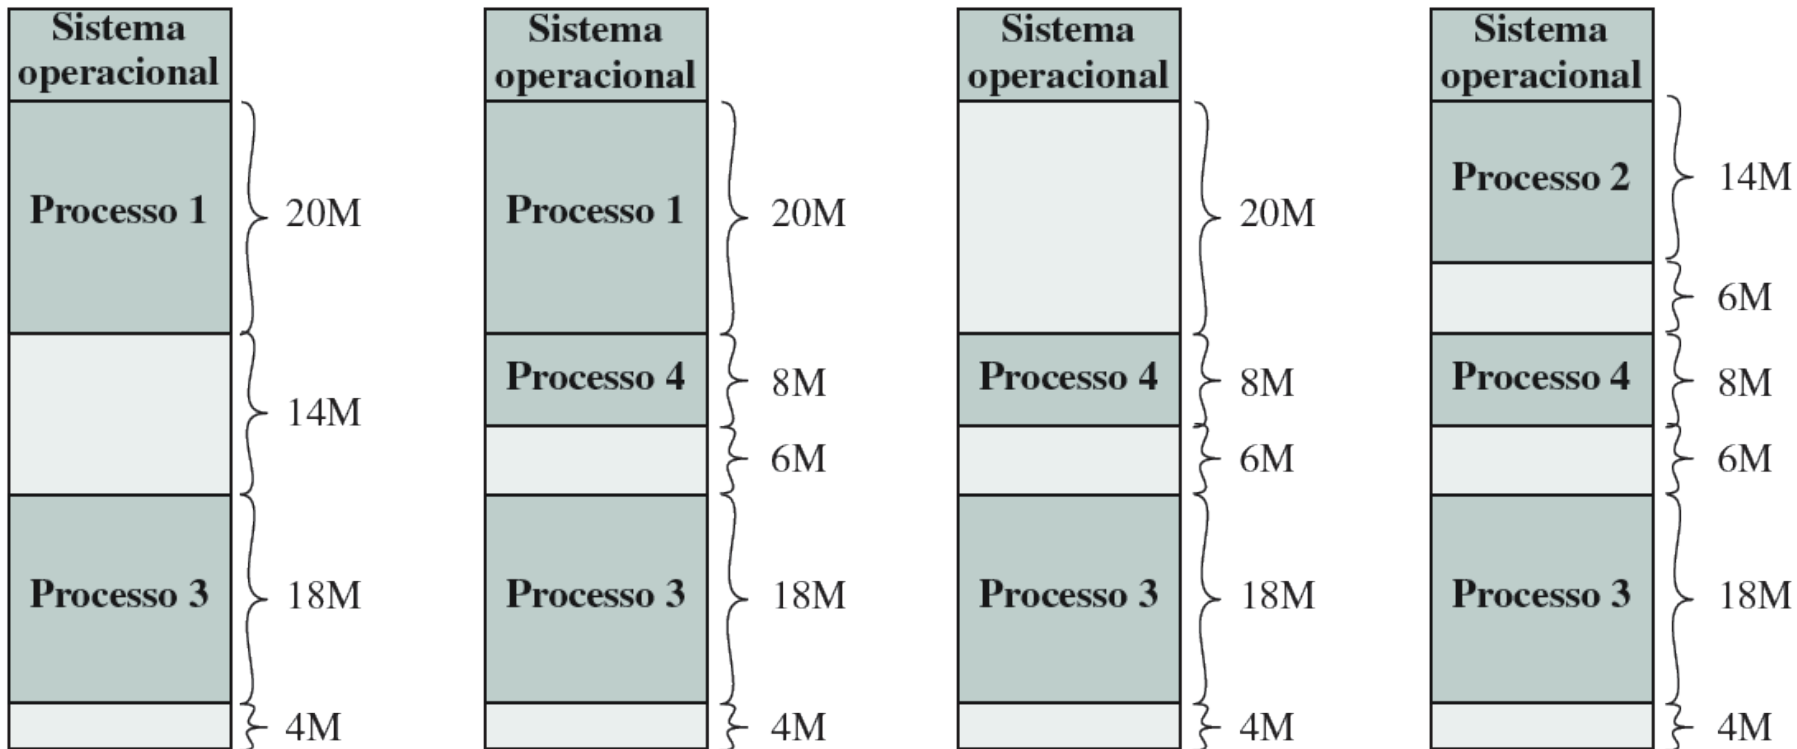 Sistema
operacional
Processo 1
20M
14M
Processo 3
18M
4M
Sistema
operacional
Processo 1
20M
Processo 4
8M
6M
Processo 3
18M
4M
Sistema
operacional
20M
Processo 4
8M
6M
Processo 3
18M
4M
Sistema
operacional
Processo 2
14M
6M
Processo 4
8M
6M
Processo 3
18M
4M